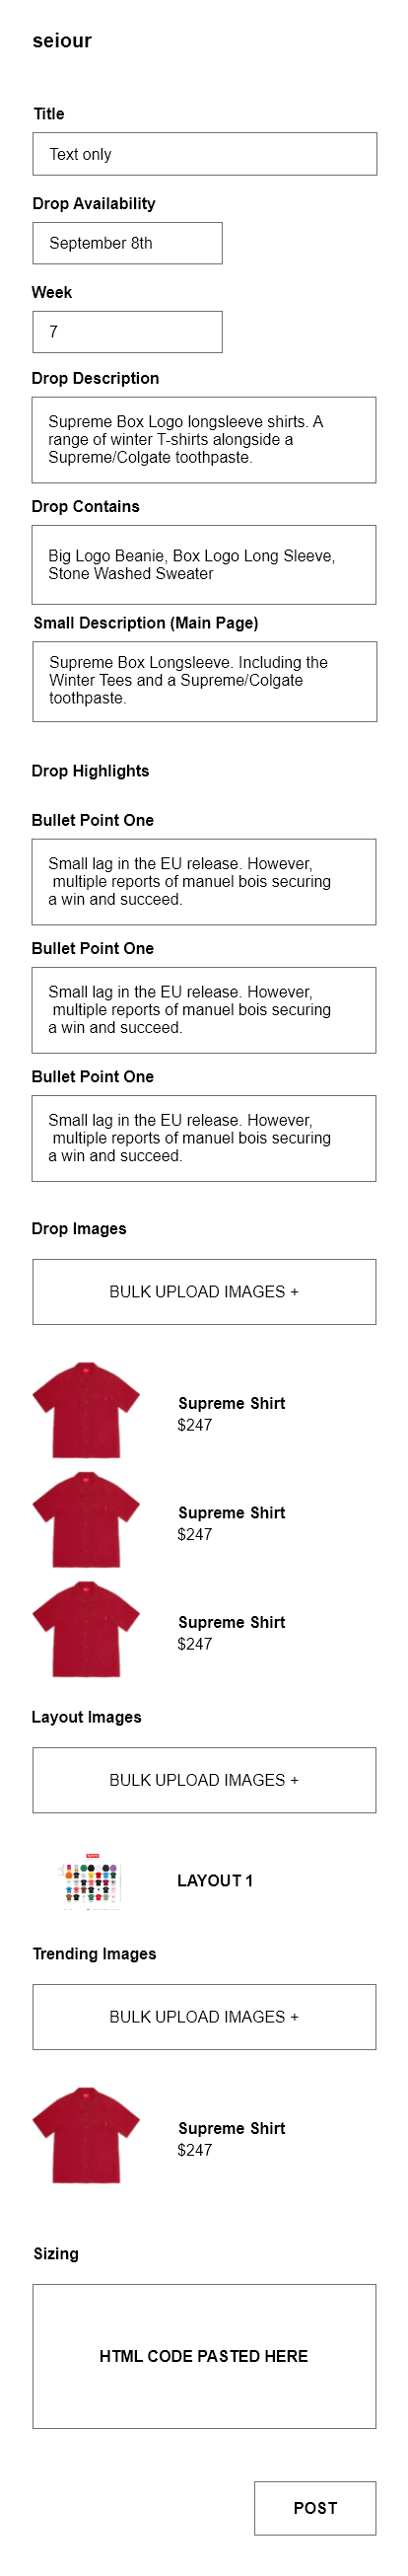 seiour
Title
Text only
Drop Availability
September 8th
Week
7
Drop Description
Supreme Box Logo longsleeve shirts. A
range of winter T-shirts alongside a
Supreme/Colgate toothpaste.
Drop Contains
Big Logo Beanie, Box Logo Long Sleeve,
Stone Washed Sweater
Small Description (Main Page)
Supreme Box Longsleeve. Including the
Winter Tees and a Supreme/Colgate
toothpaste.
Drop Highlights
Bullet Point One
Small lag in the EU release. However,
multiple reports of manuel bois securing
a win and succeed.
Bullet Point One
Small lag in the EU release. However,
multiple reports of manuel bois securing
a win and succeed.
Bullet Point One
Small lag in the EU release. However,
multiple reports of manuel bois securing
a win and succeed.
Drop Images
BULK UPLOAD IMAGES +
Supreme Shirt
$247
Supreme Shirt
$247
Supreme Shirt
$247
Layout Images
BULK UPLOAD IMAGES +
LAYOUT 1
Trending Images
BULK UPLOAD IMAGES +
Supreme Shirt
$247
Sizing
HTML CODE PASTED HERE
POST